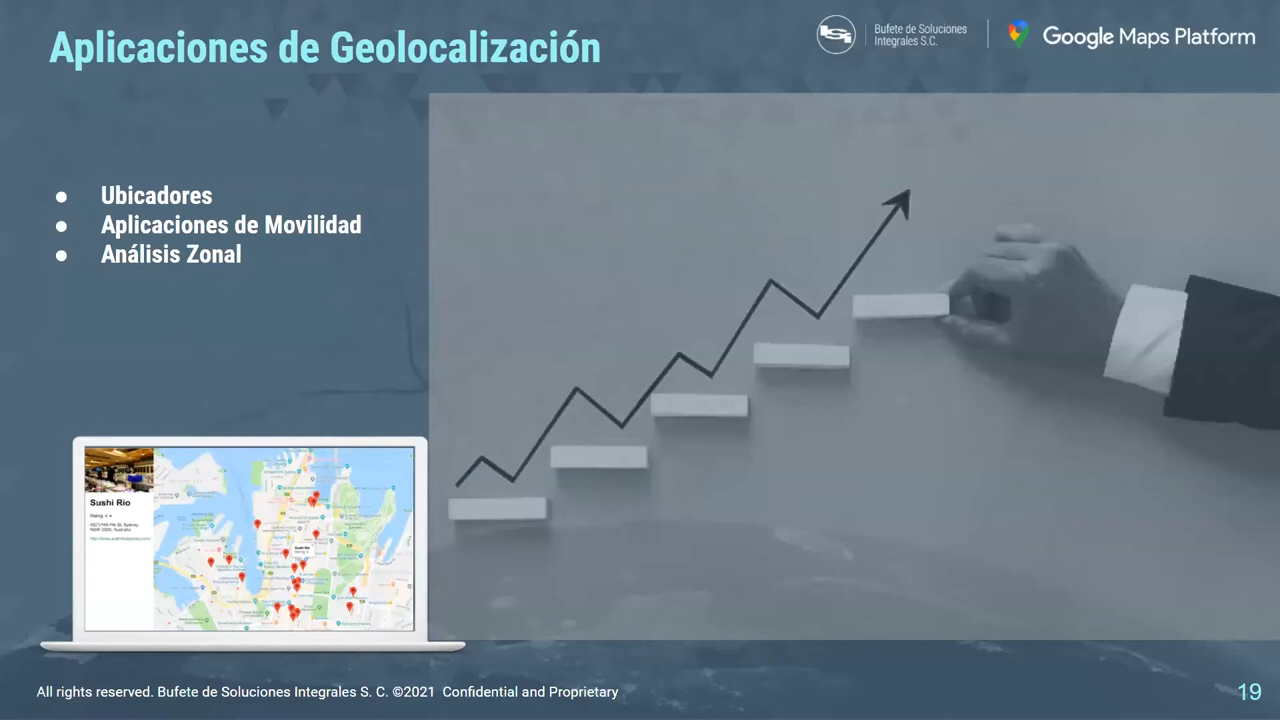 Aplicaciones de Geolocalización
Bufete de Soluciones
Integrales S.C.
Google Maps Platform
● Ubicadores
● Aplicaciones de Movilidad
● Análisis Zonal
Sushi Rio
All rights reserved. Bufete de Soluciones Integrales S. C. ©2021 Confidential and Proprietary
19